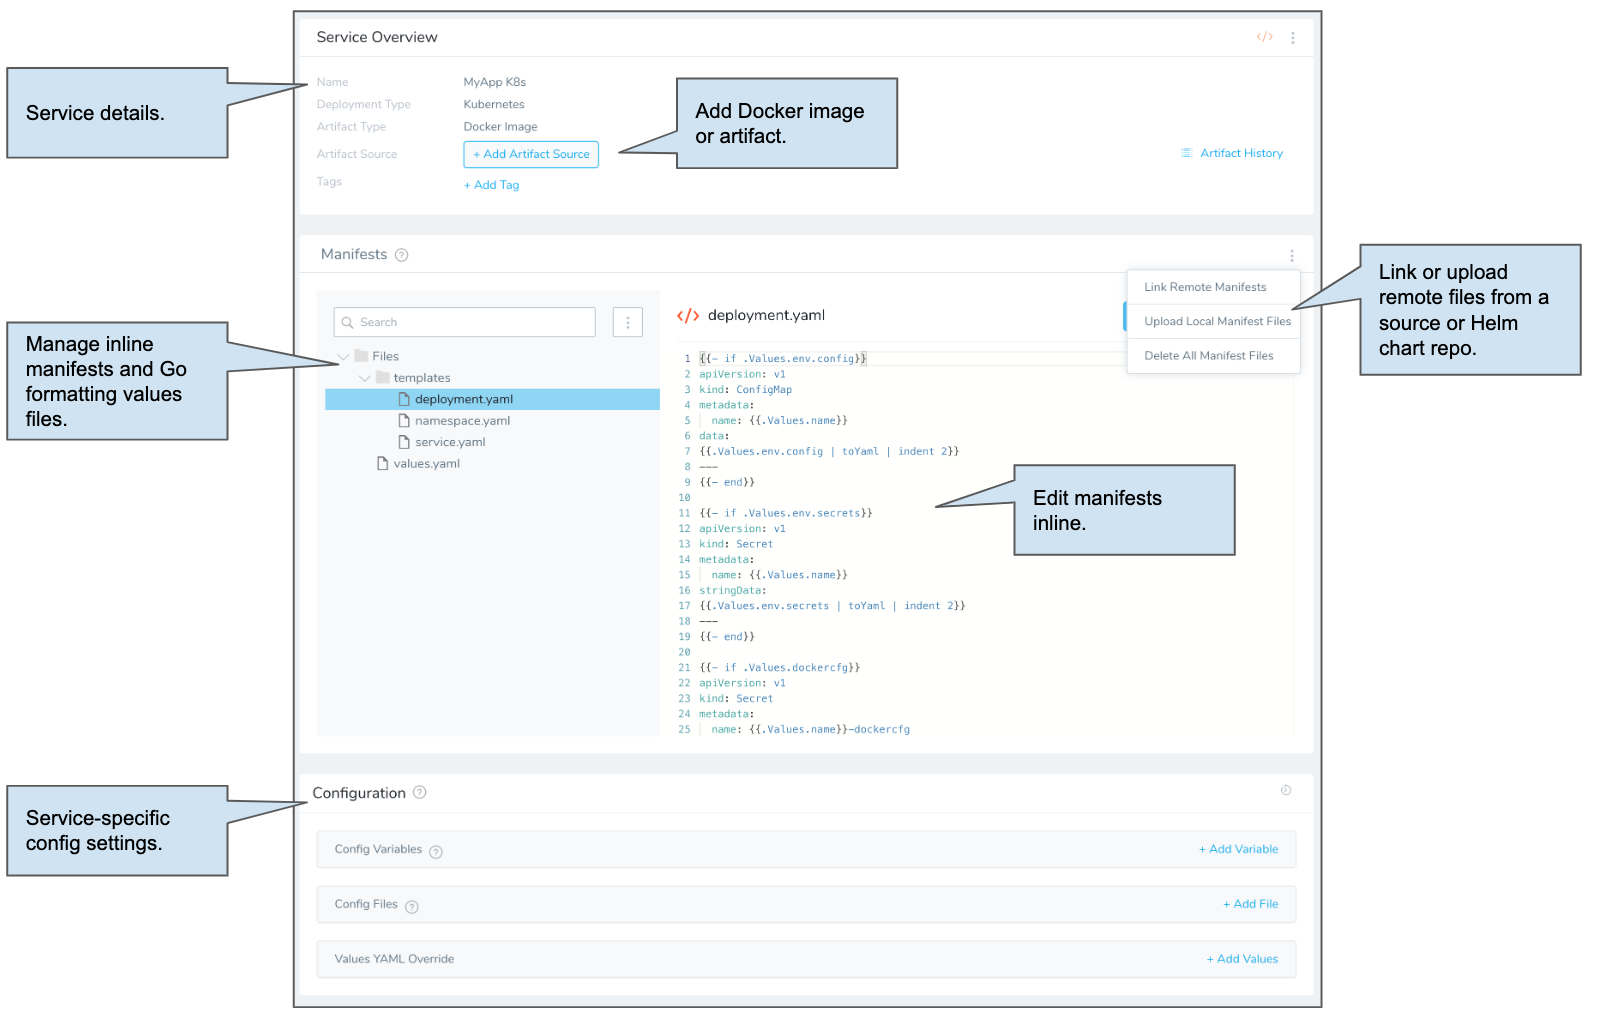 Service Overview
</>
Service details.
Name
MyApp K8s
Deployment Type
Kubernetes
Artifact Type
Docker Image
Artifact Source
+ Add Artifact Source
Add Docker image
or artifact.
Artifact History
Tags
+ Add Tag
Manifests ?
Link Remote Manifests
Upload Local Manifest Files
Delete All Manifest Files
Link or upload
remote files from a
source or Helm
chart repo.
Manage inline
manifests and Go
formatting values
files.
Search
Files
templates
deployment.yaml
namespace.yaml
service.yaml
values.yaml
</> deployment.yaml
1 {{- if .Values.env.config}}
2 apiVersion: v1
3 kind: ConfigMap
4 metadata:
5 name: {{.Values.name}}
6 data:
7 {{.Values.env.config | toYaml | indent 2}}
8 ---
9 {{- end}}
10
11 {{- if .Values.env.secrets}}
12 apiVersion: v1
13 kind: Secret
14 metadata:
15 name: {{.Values.name}}
16 stringData:
17 {{.Values.env.secrets | toYaml | indent 2}}
18 ---
19 {{- end}}
20
21 {{- if .Values.dockercfg}}
22 apiVersion: v1
23 kind: Secret
24 metadata:
25 name: {{.Values.name}}-dockercfg
Edit manifests
inline.
Service-specific
config settings.
Configuration ?
Config Variables ?
+ Add Variable
Config Files ?
+ Add File
Values YAML Override
+ Add Values